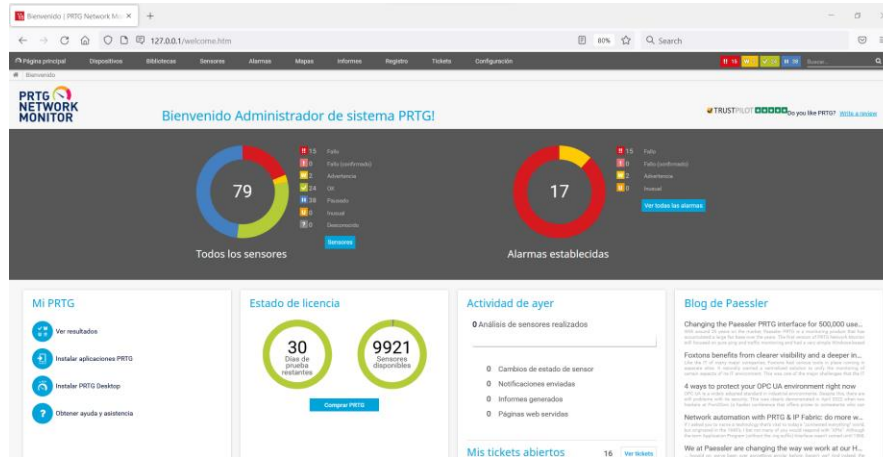 Bienvenido | PRTG Network Mo
127.0.0.1/welcome.htm
80%
Search
Página principal Dispositivos Bibliotecas Sensores Alarmas Mapas Informes Registro Tickets Configuración
Buscar...
Bienvenido
PRTG
NETWORK
MONITOR
Bienvenido Administrador de sistema PRTG!
TRUSTPILOT Do you like PRTG? Write a review
79
15 Fallo
0 Fallo (confirmado)
2 Advertencia
24 OK
38 Pausado
0 Inusual
0 Desconocido
Sensores
Todos los sensores
17
15 Fallo
0 Fallo (confirmado)
2 Advertencia
0 Inusual
Ver todas las alarmas
Alarmas establecidas
Mi PRTG
Ver resultados
Instalar aplicaciones PRTG
Instalar PRTG Desktop
Obtener ayuda y asistencia
Estado de licencia
30
Días de
prueba
restantes
9921
Sensores
disponibles
Comprar PRTG
Actividad de ayer
0 Análisis de sensores realizados
0 Cambios de estado de sensor
0 Notificaciones enviadas
0 Informes generados
0 Páginas web servidas
Mis tickets abiertos 16 Ver tickets
Blog de Paessler
Changing the Paessler PRTG interface for 500,000 use...
Foxtons benefits from clearer visibility and a deeper in...
4 ways to protect your OPC UA environment right now
Network automation with PRTG & IP Fabric: do more w...
We at Paessler are changing the way we work at our H...